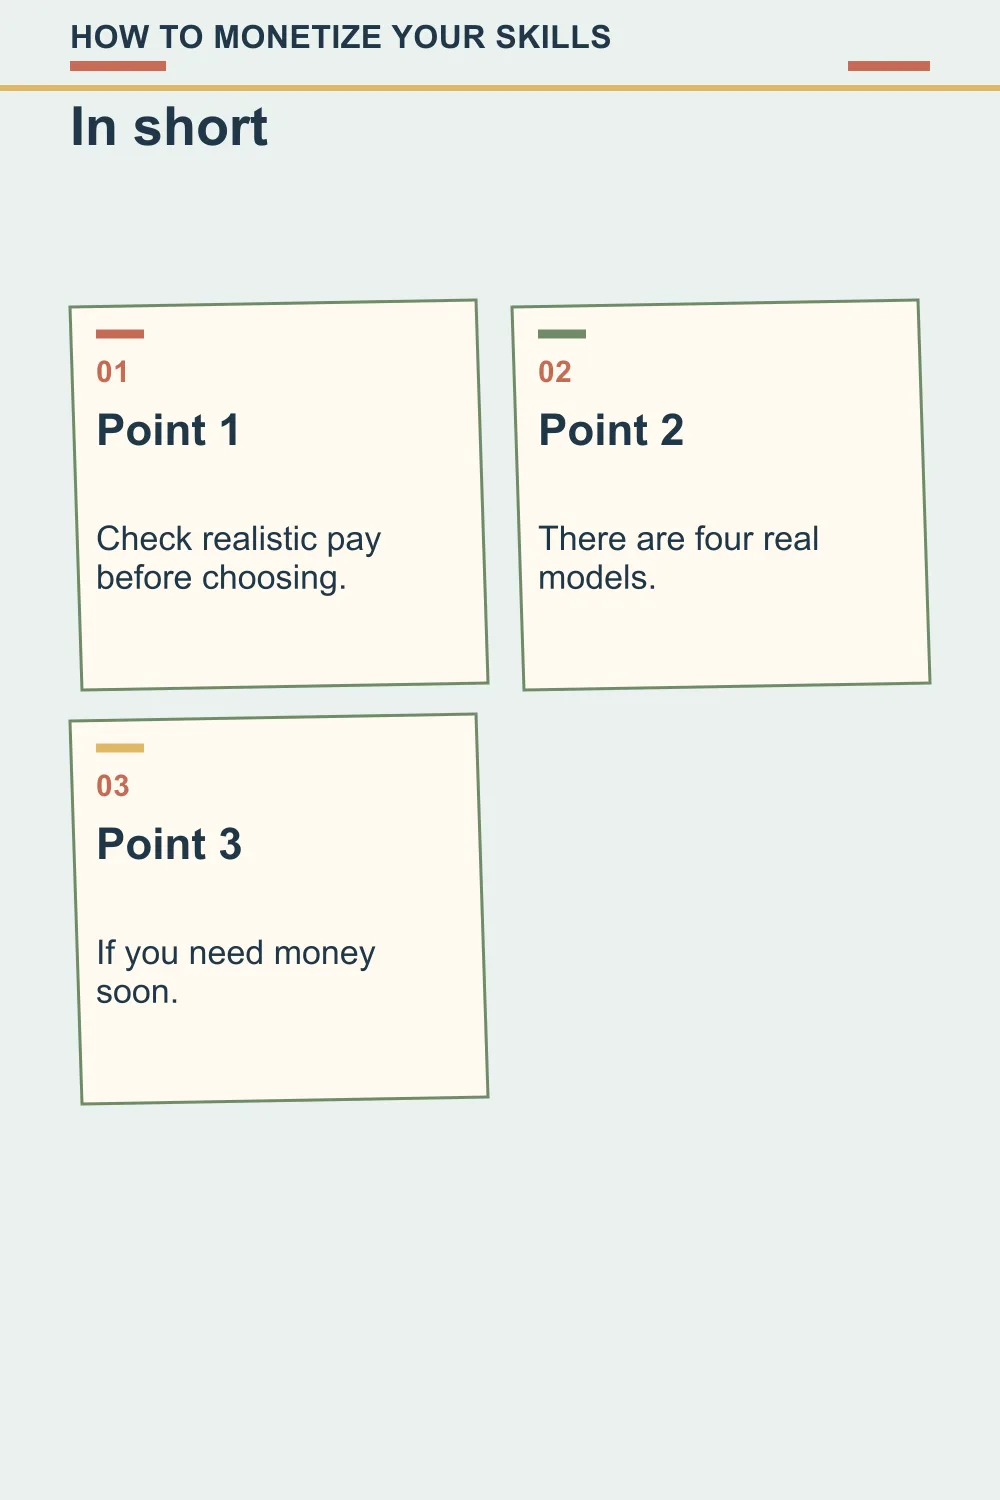 HOW TO MONETIZE YOUR SKILLS
In short
01
Point 1
Check realistic pay
before choosing.
02
Point 2
There are four real
models.
03
Point 3
If you need money
soon.